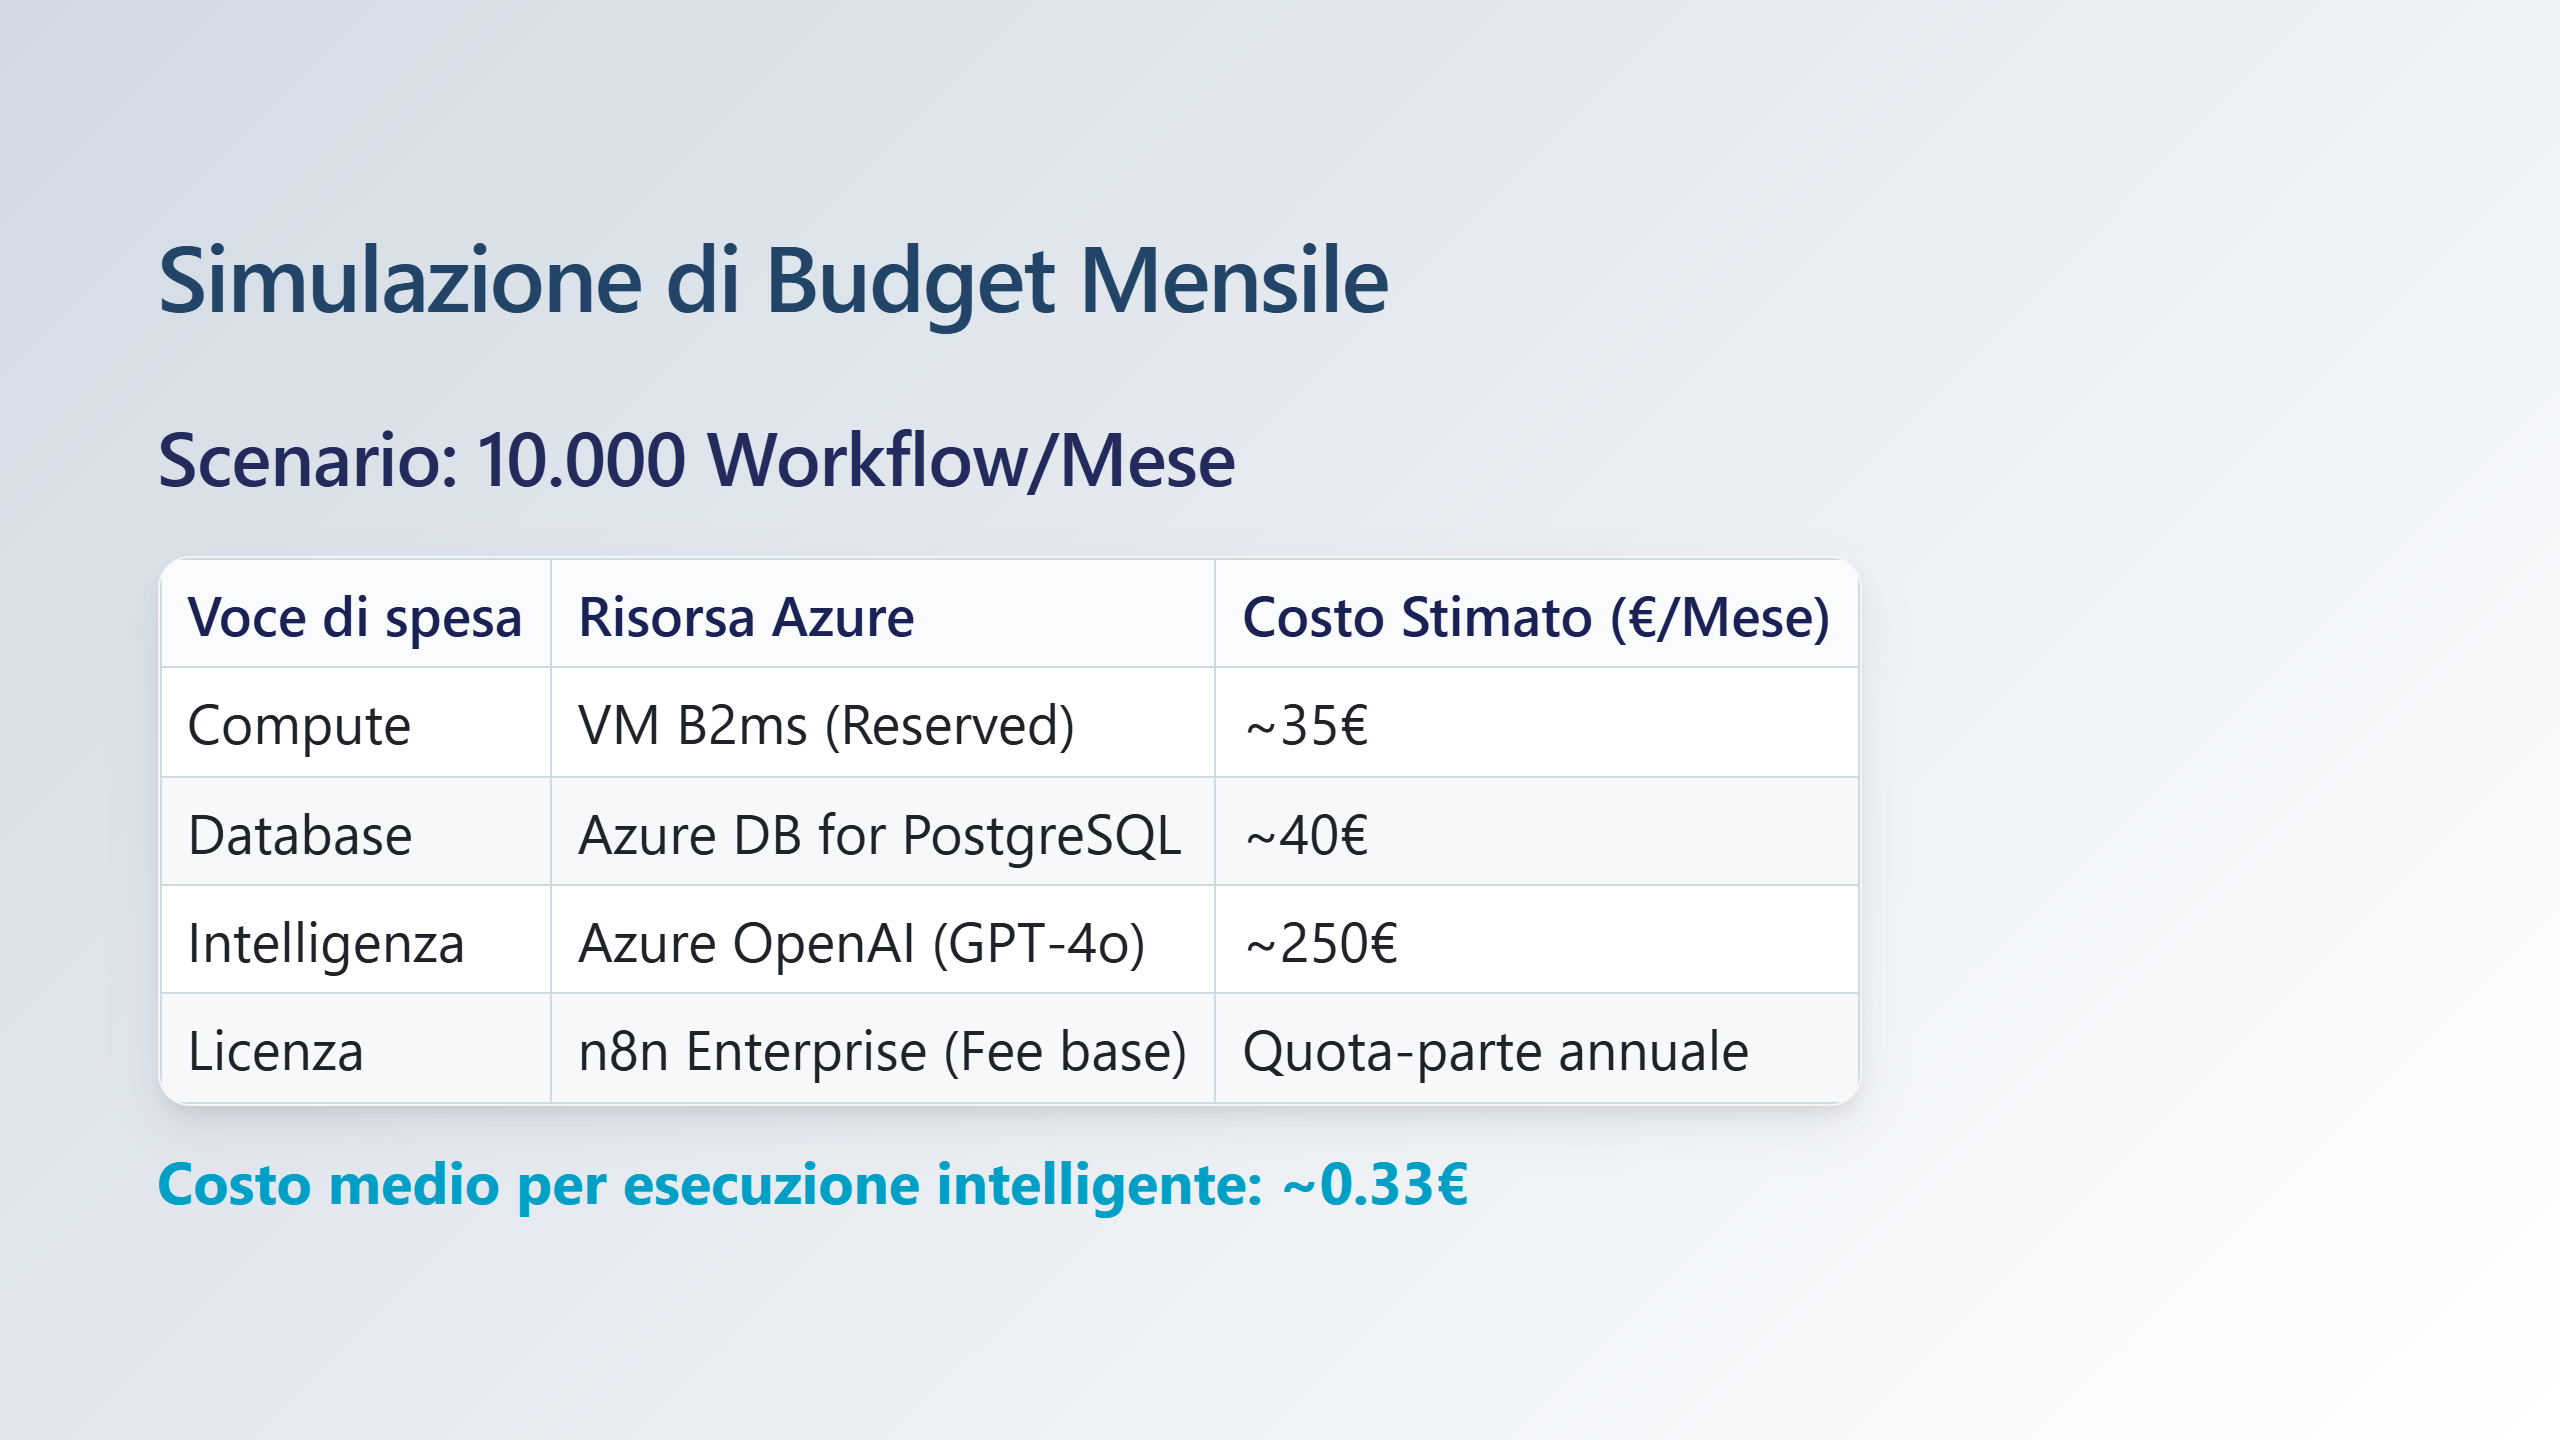 Simulazione di Budget Mensile
Scenario: 10.000 Workflow/Mese
Voce di spesa Risorsa Azure Costo Stimato (€/Mese)
Compute VM B2ms (Reserved) ~35€
Database Azure DB for PostgreSQL ~40€
Intelligenza Azure OpenAI (GPT-4o) ~250€
Licenza n8n Enterprise (Fee base) Quota-parte annuale
Costo medio per esecuzione intelligente: ~0.33€